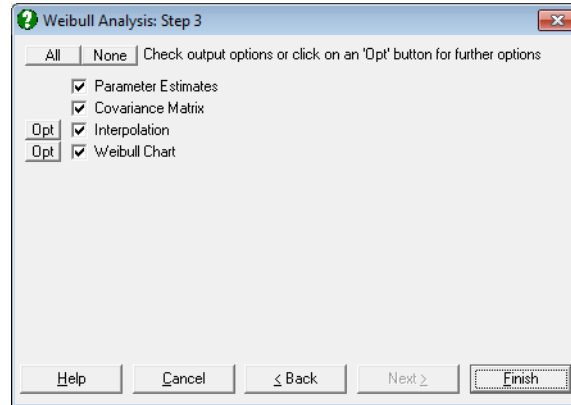 Weibull Analysis: Step 3
All None Check output options or click on an 'Opt' button for further options
Parameter Estimates
Covariance Matrix
Opt Interpolation
Opt Weibull Chart
Help Cancel < Back Next > Finish